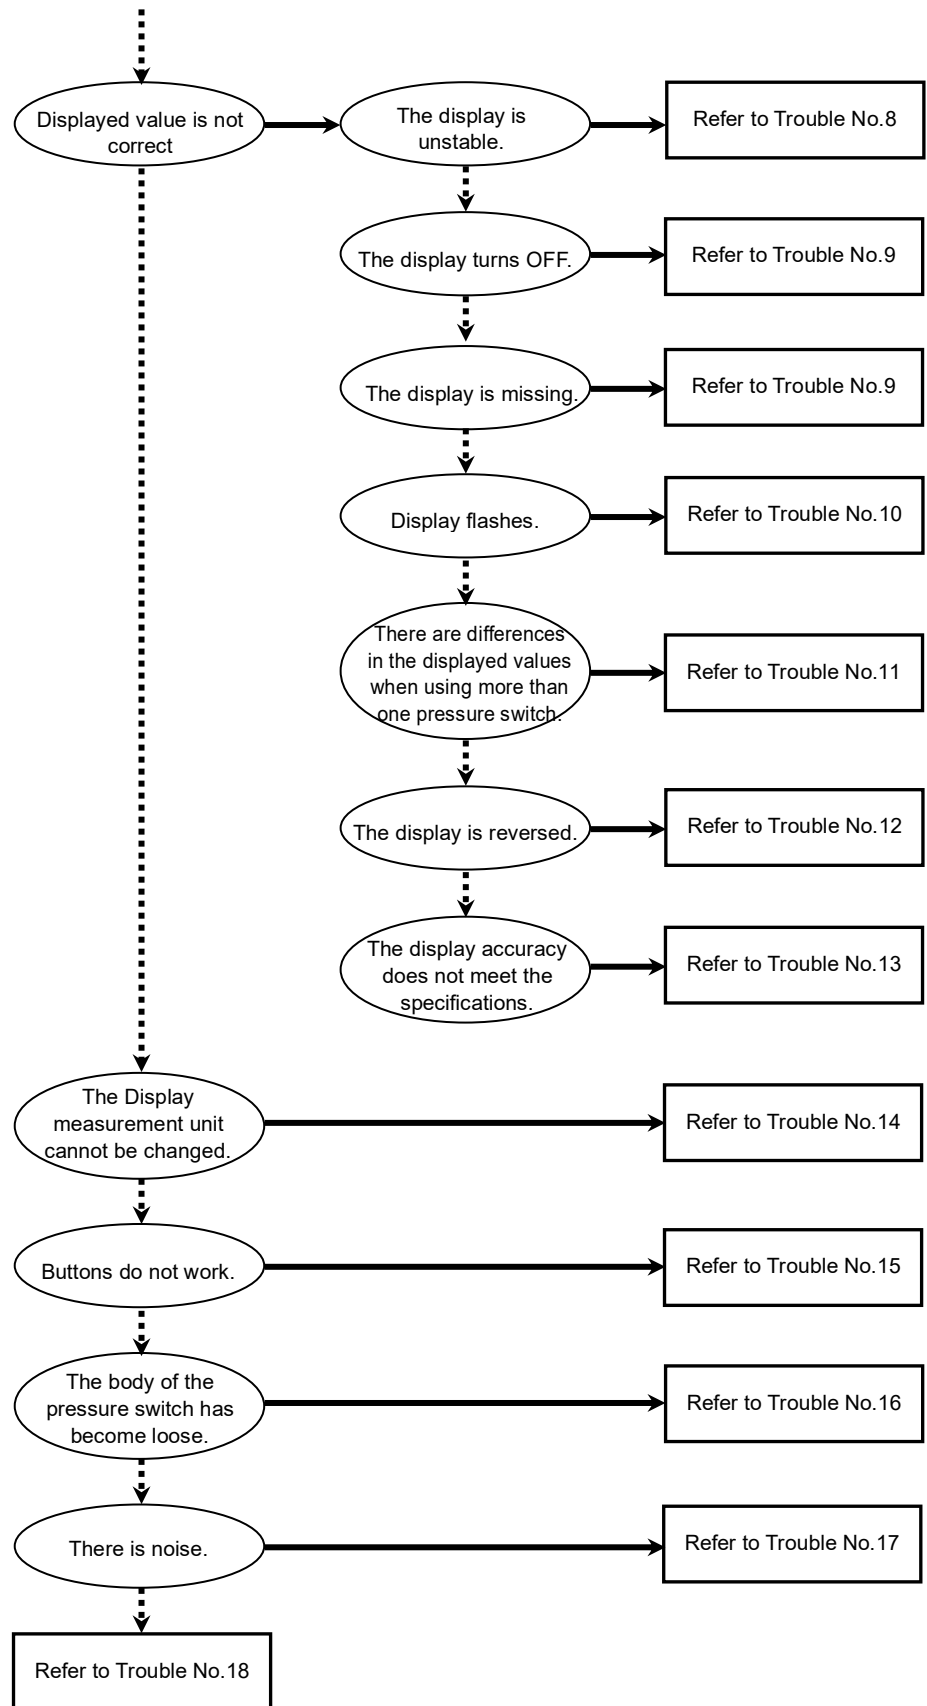 Displayed value is not
correct
The display is
unstable.
Refer to Trouble No.8
The display turns OFF.
Refer to Trouble No.9
The display is missing.
Refer to Trouble No.9
Display flashes.
Refer to Trouble No.10
There are differences
in the displayed values
when using more than
one pressure switch.
Refer to Trouble No.11
The display is reversed.
Refer to Trouble No.12
The display accuracy
does not meet the
specifications.
Refer to Trouble No.13
The Display
measurement unit
cannot be changed.
Refer to Trouble No.14
Buttons do not work.
Refer to Trouble No.15
The body of the
pressure switch has
become loose.
Refer to Trouble No.16
There is noise.
Refer to Trouble No.17
Refer to Trouble No.18